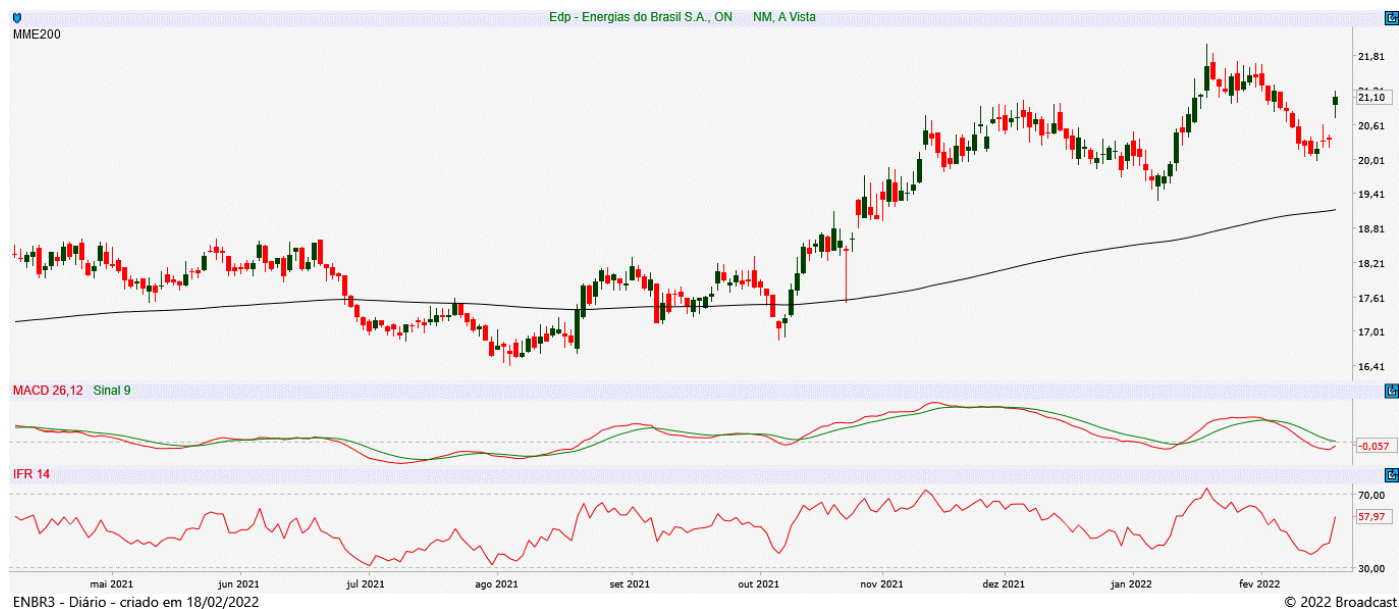 Edp - Energias do Brasil S.A., ON NM, A Vista
MME200
21,81
21,10
20,61
20,01
19,41
18,81
18,21
17,61
17,01
16,41
MACD 26,12 Sinal 9
-0,057
IFR 14
70,00
57,97
30,00
mai 2021 jun 2021 jul 2021 ago 2021 set 2021 out 2021 nov 2021 dez 2021 jan 2022 fev 2022
ENBR3 - Diário - criado em 18/02/2022 © 2022 Broadcast